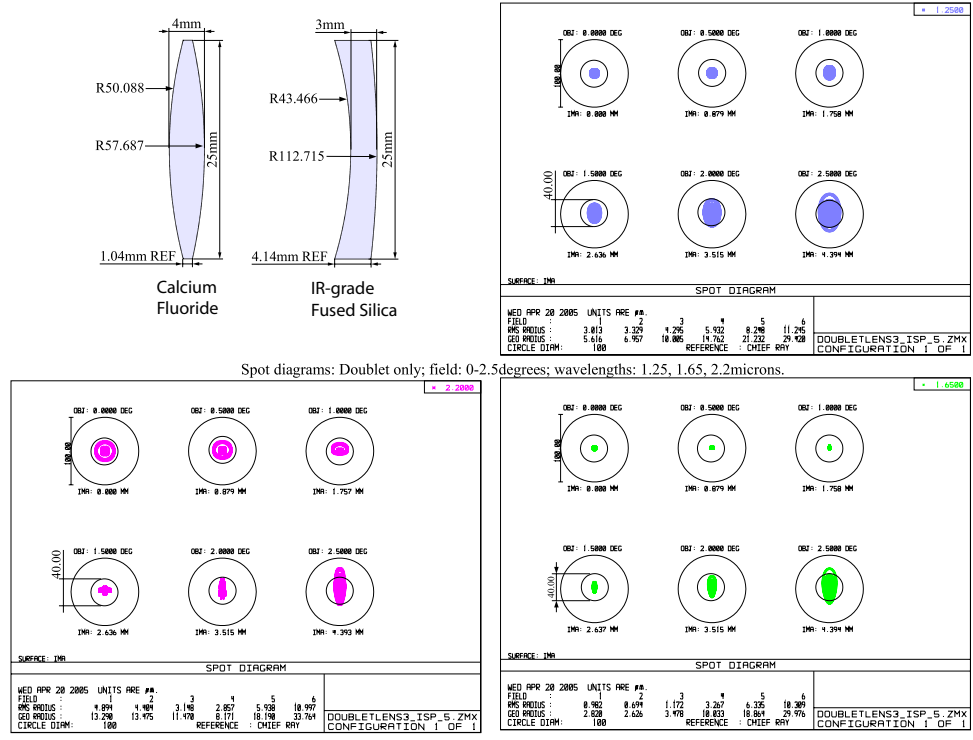 4mm
R50.088
R57.687
25mm
1.04mm REF
Calcium
Fluoride
3mm
R43.466
R112.715
25mm
4.14mm REF
IR-grade
Fused Silica
1.2500
OBJ: 0.0000 DEG
OBJ: 0.5000 DEG
OBJ: 1.0000 DEG
100.00
IMA: 0.000 MM
IMA: 0.879 MM
IMA: 1.758 MM
OBJ: 1.5000 DEG
OBJ: 2.0000 DEG
OBJ: 2.5000 DEG
40.00
IMA: 2.636 MM
IMA: 3.515 MM
IMA: 4.394 MM
SURFACE: IMA
SPOT DIAGRAM
WED APR 20 2005 UNITS ARE µm.
FIELD : 1 2 3 4 5 6
RMS RADIUS : 3.013 3.329 4.295 5.932 8.248 11.245
GEO RADIUS : 5.616 6.957 10.005 14.762 21.232 29.420
CIRCLE DIAM: 100 REFERENCE : CHIEF RAY
DOUBLETLENS3_ISP_5.ZMX
CONFIGURATION 1 OF 1
Spot diagrams: Doublet only; field: 0-2.5degrees; wavelengths: 1.25, 1.65, 2.2microns.
2.2000
OBJ: 0.0000 DEG
OBJ: 0.5000 DEG
OBJ: 1.0000 DEG
100.00
IMA: 0.000 MM
IMA: 0.879 MM
IMA: 1.757 MM
OBJ: 1.5000 DEG
OBJ: 2.0000 DEG
OBJ: 2.5000 DEG
40.00
IMA: 2.636 MM
IMA: 3.515 MM
IMA: 4.393 MM
SURFACE: IMA
SPOT DIAGRAM
WED APR 20 2005 UNITS ARE µm.
FIELD : 1 2 3 4 5 6
RMS RADIUS : 4.894 4.484 3.148 2.857 5.938 10.997
GEO RADIUS : 13.290 13.475 11.470 8.171 18.190 33.764
CIRCLE DIAM: 100 REFERENCE : CHIEF RAY
DOUBLETLENS3_ISP_5.ZMX
CONFIGURATION 1 OF 1
1.6500
OBJ: 0.0000 DEG
OBJ: 0.5000 DEG
OBJ: 1.0000 DEG
100.00
IMA: 0.000 MM
IMA: 0.879 MM
IMA: 1.758 MM
OBJ: 1.5000 DEG
OBJ: 2.0000 DEG
OBJ: 2.5000 DEG
40.00
IMA: 2.637 MM
IMA: 3.515 MM
IMA: 4.394 MM
SURFACE: IMA
SPOT DIAGRAM
WED APR 20 2005 UNITS ARE µm.
FIELD : 1 2 3 4 5 6
RMS RADIUS : 0.982 0.694 1.172 3.267 6.335 10.309
GEO RADIUS : 2.820 2.626 3.478 10.033 18.864 29.976
CIRCLE DIAM: 100 REFERENCE : CHIEF RAY
DOUBLETLENS3_ISP_5.ZMX
CONFIGURATION 1 OF 1